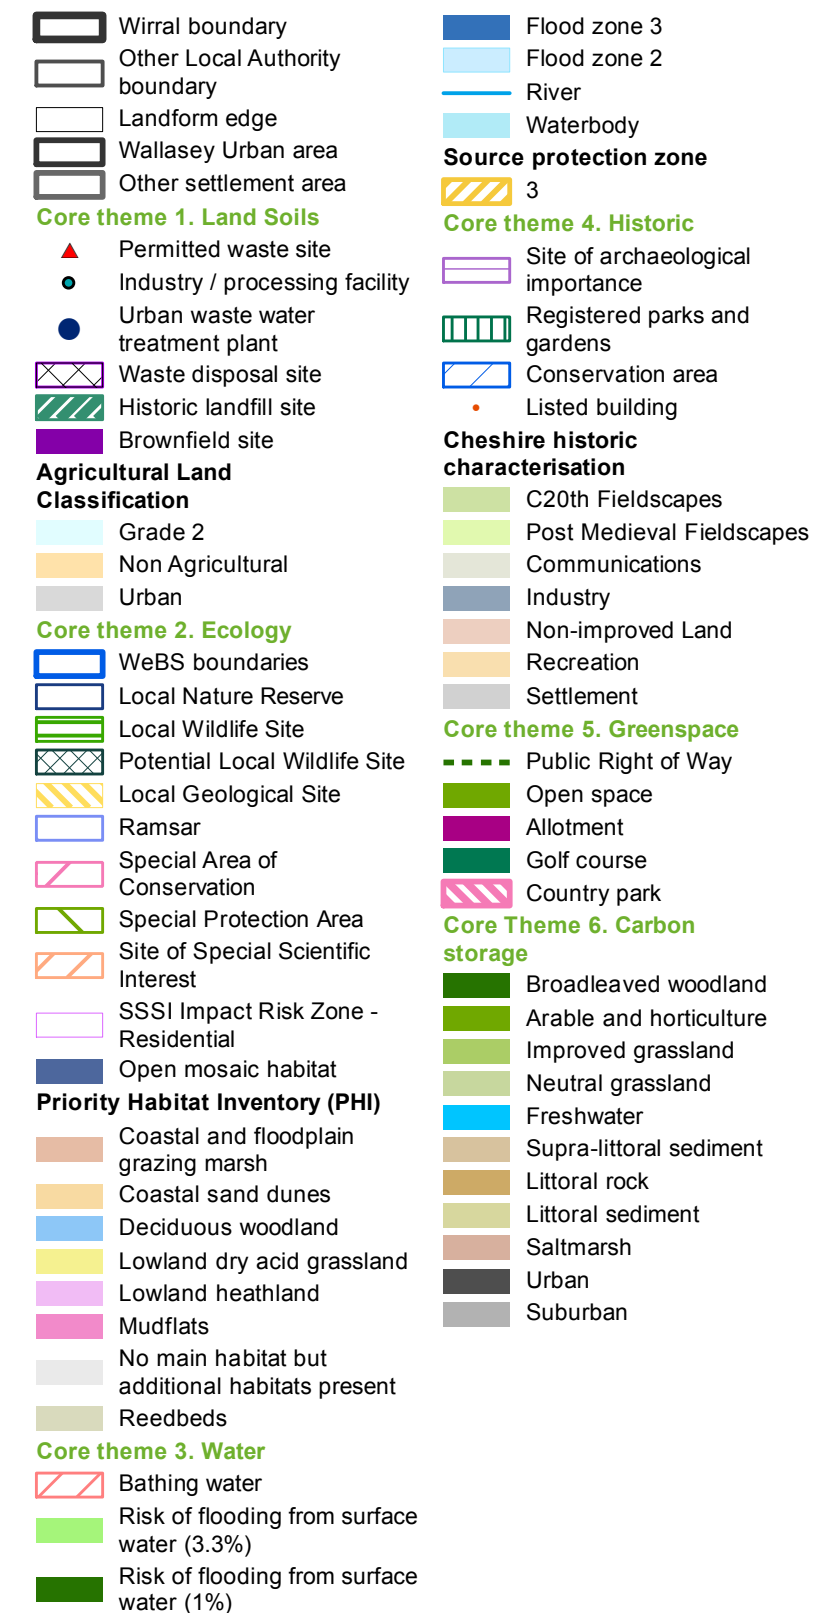 Wirral boundary
Other Local Authority
boundary
Landform edge
Wallasey Urban area
Other settlement area
Core theme 1. Land Soils
Permitted waste site
Industry / processing facility
Urban waste water
treatment plant
Waste disposal site
Historic landfill site
Brownfield site
Agricultural Land
Classification
Grade 2
Non Agricultural
Urban
Core theme 2. Ecology
WeBS boundaries
Local Nature Reserve
Local Wildlife Site
Potential Local Wildlife Site
Local Geological Site
Ramsar
Special Area of
Conservation
Special Protection Area
Site of Special Scientific
Interest
SSSI Impact Risk Zone -
Residential
Open mosaic habitat
Priority Habitat Inventory (PHI)
Coastal and floodplain
grazing marsh
Coastal sand dunes
Deciduous woodland
Lowland dry acid grassland
Lowland heathland
Mudflats
No main habitat but
additional habitats present
Reedbeds
Core theme 3. Water
Bathing water
Risk of flooding from surface
water (3.3%)
Risk of flooding from surface
water (1%)
Flood zone 3
Flood zone 2
River
Waterbody
Source protection zone
3
Core theme 4. Historic
Site of archaeological
importance
Registered parks and
gardens
Conservation area
Listed building
Cheshire historic
characterisation
C20th Fieldscapes
Post Medieval Fieldscapes
Communications
Industry
Non-improved Land
Recreation
Settlement
Core theme 5. Greenspace
Public Right of Way
Open space
Allotment
Golf course
Country park
Core Theme 6. Carbon
storage
Broadleaved woodland
Arable and horticulture
Improved grassland
Neutral grassland
Freshwater
Supra-littoral sediment
Littoral rock
Littoral sediment
Saltmarsh
Urban
Suburban